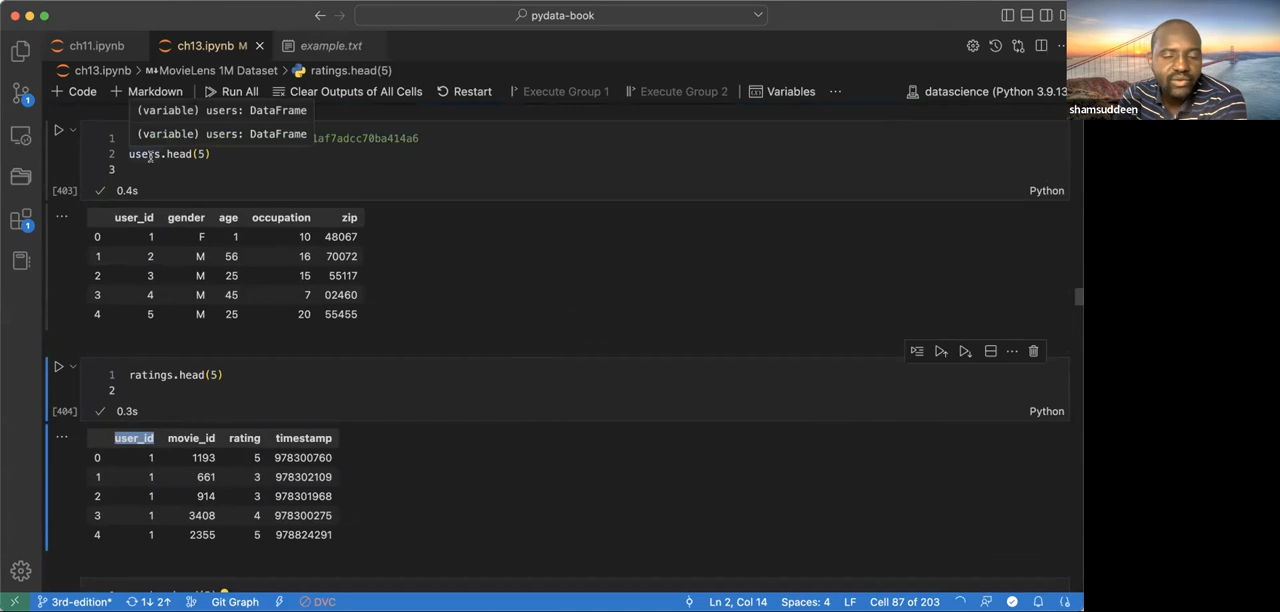 pydata-book
ch11.ipynb
ch13.ipynb M
example.txt
ch13.ipynb > M↓MovieLens 1M Dataset > ratings.head(5)
+ Code + Markdown Run All Clear Outputs of All Cells Restart Execute Group 1 Execute Group 2 Variables ... datascience (Python 3.9.13
shamsuddeen
(variable) users: DataFrame
(variable) users: DataFrame
1 1af7adcc70ba414a6
2 users.head(5)
3
[403] 0.4s Python
...
user_id gender age occupation zip
0 1 F 1 10 48067
1 2 M 56 16 70072
2 3 M 25 15 55117
3 4 M 45 7 02460
4 5 M 25 20 55455
1 ratings.head(5)
2
[404] 0.3s Python
...
user_id movie_id rating timestamp
0 1 1193 5 978300760
1 1 661 3 978302109
2 1 914 3 978301968
3 1 3408 4 978300275
4 1 2355 5 978824291
3rd-edition* 1↓ 2↑ Git Graph DVC Ln 2, Col 14 Spaces: 4 LF Cell 87 of 203